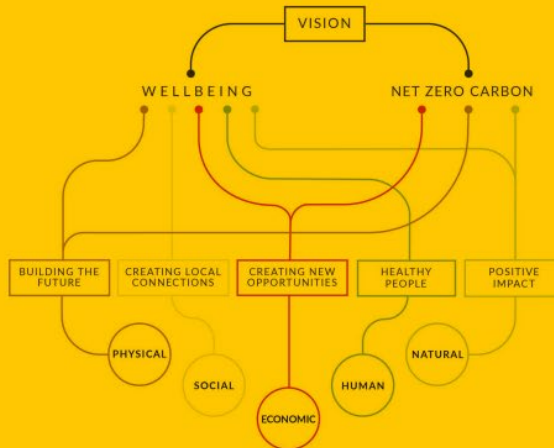 VISION
WELLBEING
NET ZERO CARBON
BUILDING THE
FUTURE
CREATING LOCAL
CONNECTIONS
CREATING NEW
OPPORTUNITIES
HEALTHY
PEOPLE
POSITIVE
IMPACT
PHYSICAL
SOCIAL
ECONOMIC
HUMAN
NATURAL